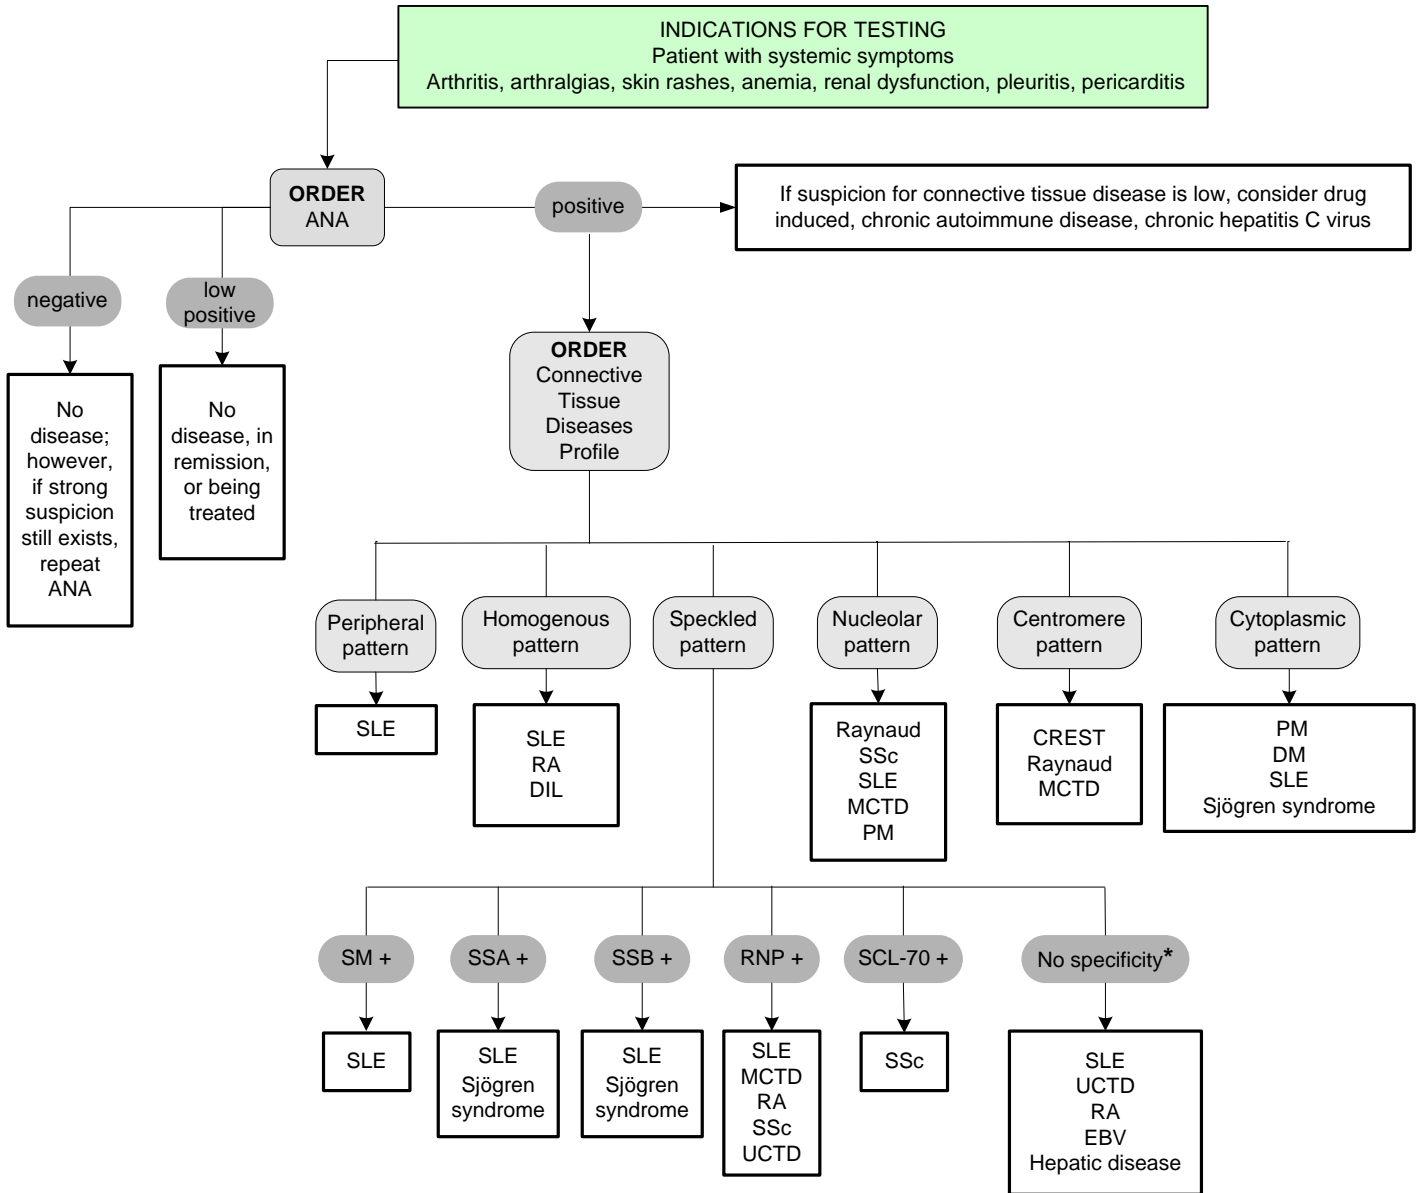 INDICATIONS FOR TESTING
Patient with systemic symptoms
Arthritis, arthralgias, skin rashes, anemia, renal dysfunction, pleuritis, pericarditis
ORDER
ANA
positive
If suspicion for connective tissue disease is low, consider drug
induced, chronic autoimmune disease, chronic hepatitis C virus
negative
low
positive
No
disease;
however,
if strong
suspicion
still exists,
repeat
ANA
No
disease, in
remission,
or being
treated
ORDER
Connective
Tissue
Diseases
Profile
Peripheral
pattern
Homogenous
pattern
Speckled
pattern
Nucleolar
pattern
Centromere
pattern
Cytoplasmic
pattern
SLE
SLE
RA
DIL
Raynaud
SSc
SLE
MCTD
PM
CREST
Raynaud
MCTD
PM
DM
SLE
Sjögren syndrome
SM +
SSA +
SSB +
RNP +
SCL-70 +
No specificity*
SLE
SLE
Sjögren
syndrome
SLE
Sjögren
syndrome
SLE
MCTD
RA
SSc
UCTD
SSc
SLE
UCTD
RA
EBV
Hepatic disease